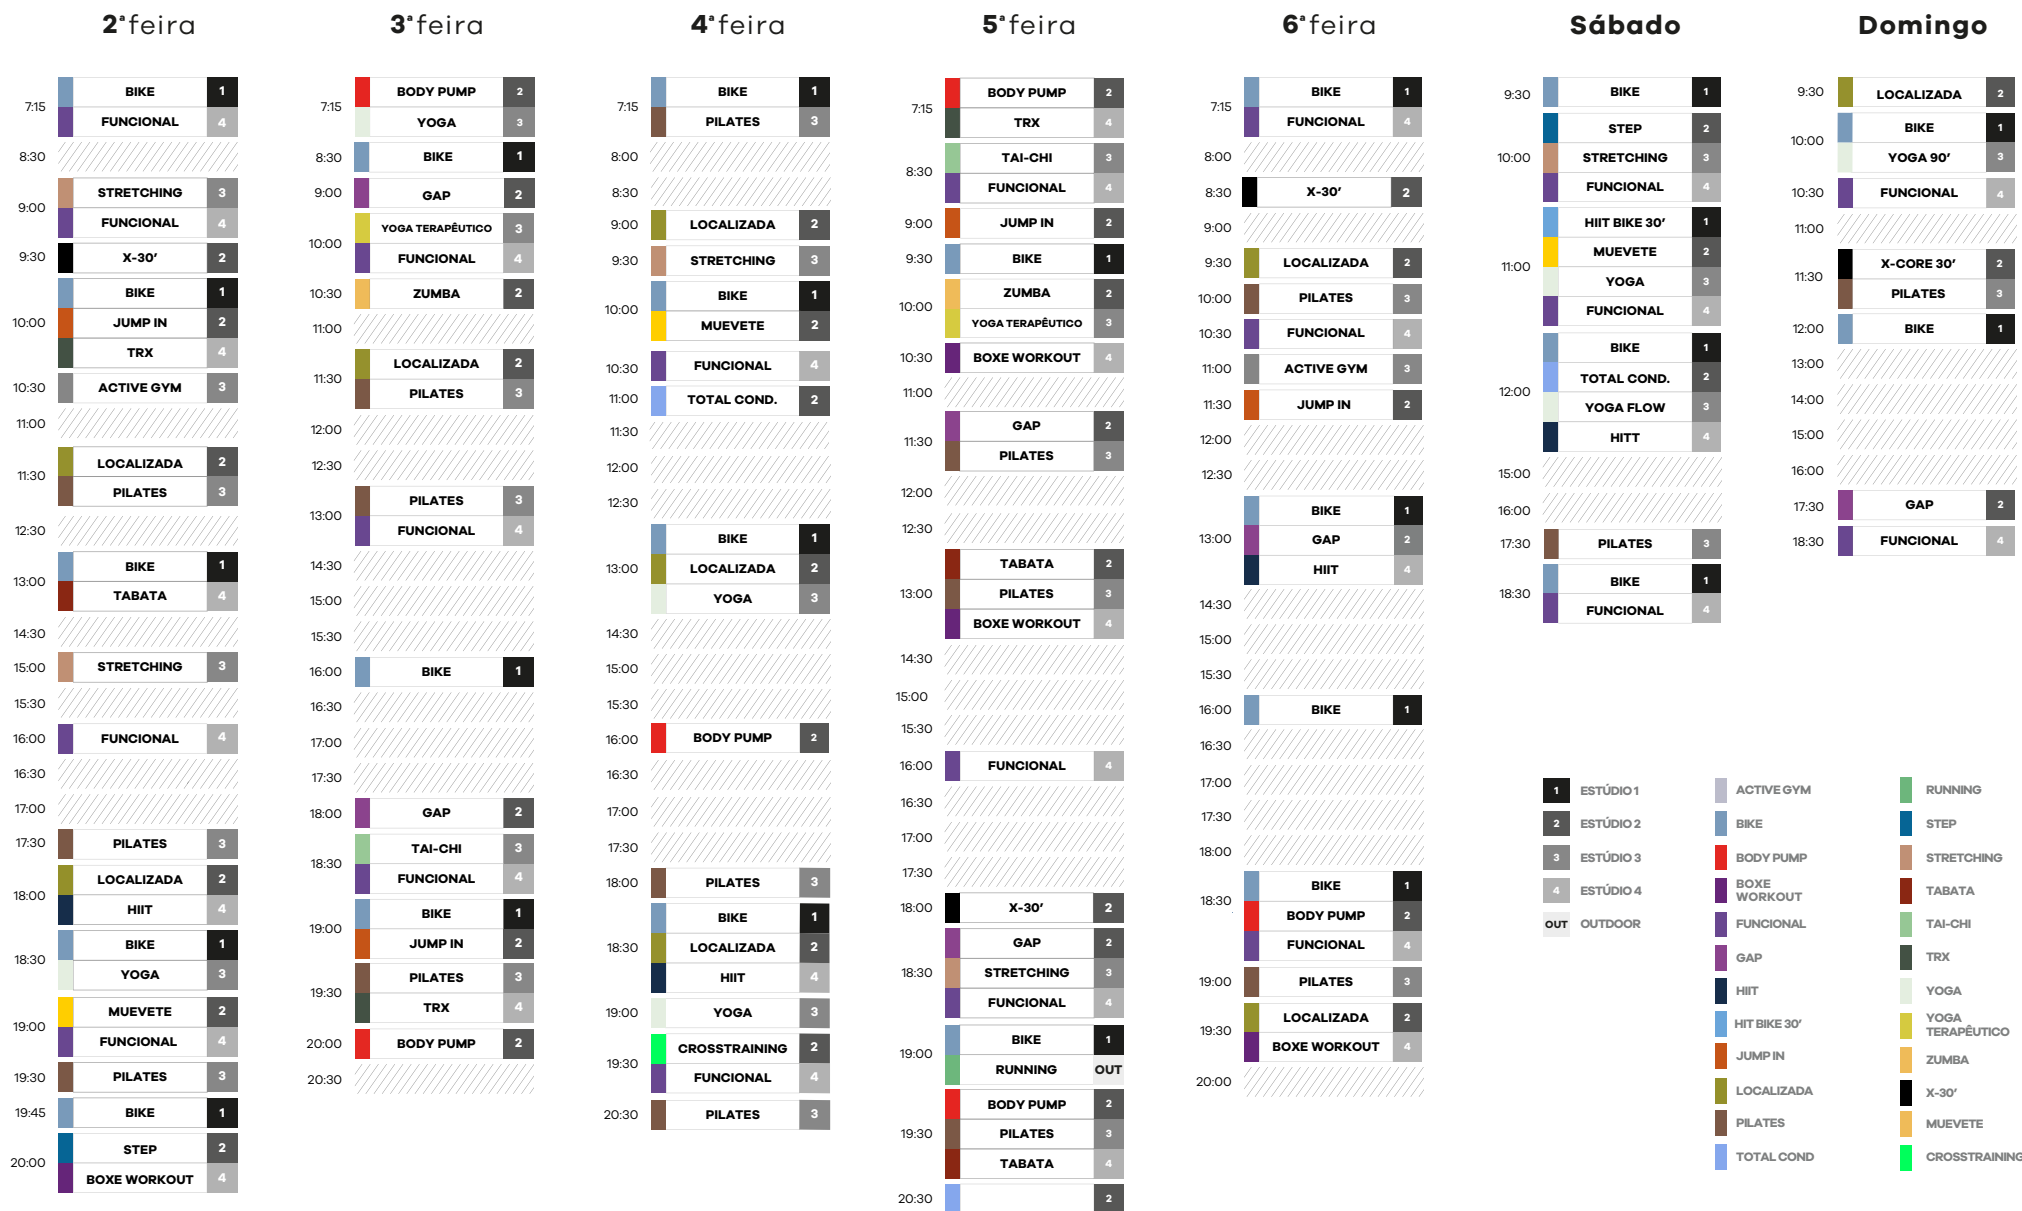 2ªfeira
7:15
BIKE 1
FUNCIONAL 4
8:30
9:00
STRETCHING 3
FUNCIONAL 4
9:30 X-30' 2
10:00
BIKE 1
JUMP IN 2
TRX 4
10:30 ACTIVE GYM 3
11:00
11:30
LOCALIZADA 2
PILATES 3
12:30
13:00
BIKE 1
TABATA 4
14:30
15:00 STRETCHING 3
15:30
16:00 FUNCIONAL 4
16:30
17:00
17:30 PILATES 3
18:00
LOCALIZADA 2
HIIT 4
18:30
BIKE 1
YOGA 3
19:00
MUEVETE 2
FUNCIONAL 4
19:30 PILATES 3
19:45 BIKE 1
20:00
STEP 2
BOXE WORKOUT 4
3ªfeira
7:15
BODY PUMP 2
YOGA 3
8:30 BIKE 1
9:00 GAP 2
10:00
YOGA TERAPÊUTICO 3
FUNCIONAL 4
10:30 ZUMBA 2
11:00
11:30
LOCALIZADA 2
PILATES 3
12:00
12:30
13:00
PILATES 3
FUNCIONAL 4
14:30
15:00
15:30
16:00 BIKE 1
16:30
17:00
17:30
18:00 GAP 2
18:30
TAI-CHI 3
FUNCIONAL 4
19:00
BIKE 1
JUMP IN 2
19:30
PILATES 3
TRX 4
20:00 BODY PUMP 2
20:30
4ªfeira
7:15
BIKE 1
PILATES 3
8:00
8:30
9:00 LOCALIZADA 2
9:30 STRETCHING 3
10:00
BIKE 1
MUEVETE 2
10:30 FUNCIONAL 4
11:00 TOTAL COND. 2
11:30
12:00
12:30
13:00
BIKE 1
LOCALIZADA 2
YOGA 3
14:30
15:00
15:30
16:00 BODY PUMP 2
16:30
17:00
17:30
18:00 PILATES 3
18:30
BIKE 1
LOCALIZADA 2
HIIT 4
19:00 YOGA 3
19:30
CROSSTRAINING 2
FUNCIONAL 4
20:30 PILATES 3
5ªfeira
7:15
BODY PUMP 2
TRX 4
8:30
TAI-CHI 3
FUNCIONAL 4
9:00 JUMP IN 2
9:30 BIKE 1
10:00
ZUMBA 2
YOGA TERAPÊUTICO 3
10:30 BOXE WORKOUT 4
11:00
11:30
GAP 2
PILATES 3
12:00
12:30
13:00
TABATA 2
PILATES 3
BOXE WORKOUT 4
14:30
15:00
15:30
16:00 FUNCIONAL 4
16:30
17:00
17:30
18:00 X-30' 2
18:30
GAP 2
STRETCHING 3
FUNCIONAL 4
19:00
BIKE 1
RUNNING OUT
19:30
BODY PUMP 2
PILATES 3
TABATA 4
20:30 2
6ªfeira
7:15
BIKE 1
FUNCIONAL 4
8:00
8:30 X-30' 2
9:00
9:30 LOCALIZADA 2
10:00 PILATES 3
10:30 FUNCIONAL 4
11:00 ACTIVE GYM 3
11:30 JUMP IN 2
12:00
12:30
13:00
BIKE 1
GAP 2
HIIT 4
14:30
15:00
15:30
16:00 BIKE 1
16:30
17:00
17:30
18:00
18:30
BIKE 1
BODY PUMP 2
FUNCIONAL 4
19:00 PILATES 3
19:30
LOCALIZADA 2
BOXE WORKOUT 4
20:00
Sábado
9:30 BIKE 1
10:00
STEP 2
STRETCHING 3
FUNCIONAL 4
11:00
HIIT BIKE 30' 1
MUEVETE 2
YOGA 3
FUNCIONAL 4
12:00
BIKE 1
TOTAL COND. 2
YOGA FLOW 3
HITT 4
15:00
16:00
17:30 PILATES 3
18:30
BIKE 1
FUNCIONAL 4
Domingo
9:30 LOCALIZADA 2
10:00
BIKE 1
YOGA 90' 3
10:30 FUNCIONAL 4
11:00
11:30
X-CORE 30' 2
PILATES 3
12:00 BIKE 1
13:00
14:00
15:00
16:00
17:30 GAP 2
18:30 FUNCIONAL 4
1 ESTÚDIO 1
2 ESTÚDIO 2
3 ESTÚDIO 3
4 ESTÚDIO 4
OUT OUTDOOR
ACTIVE GYM
BIKE
BODY PUMP
BOXE
WORKOUT
FUNCIONAL
GAP
HIIT
HIT BIKE 30'
JUMP IN
LOCALIZADA
PILATES
TOTAL COND
RUNNING
STEP
STRETCHING
TABATA
TAI-CHI
TRX
YOGA
YOGA
TERAPÊUTICO
ZUMBA
X-30'
MUEVETE
CROSSTRAINING